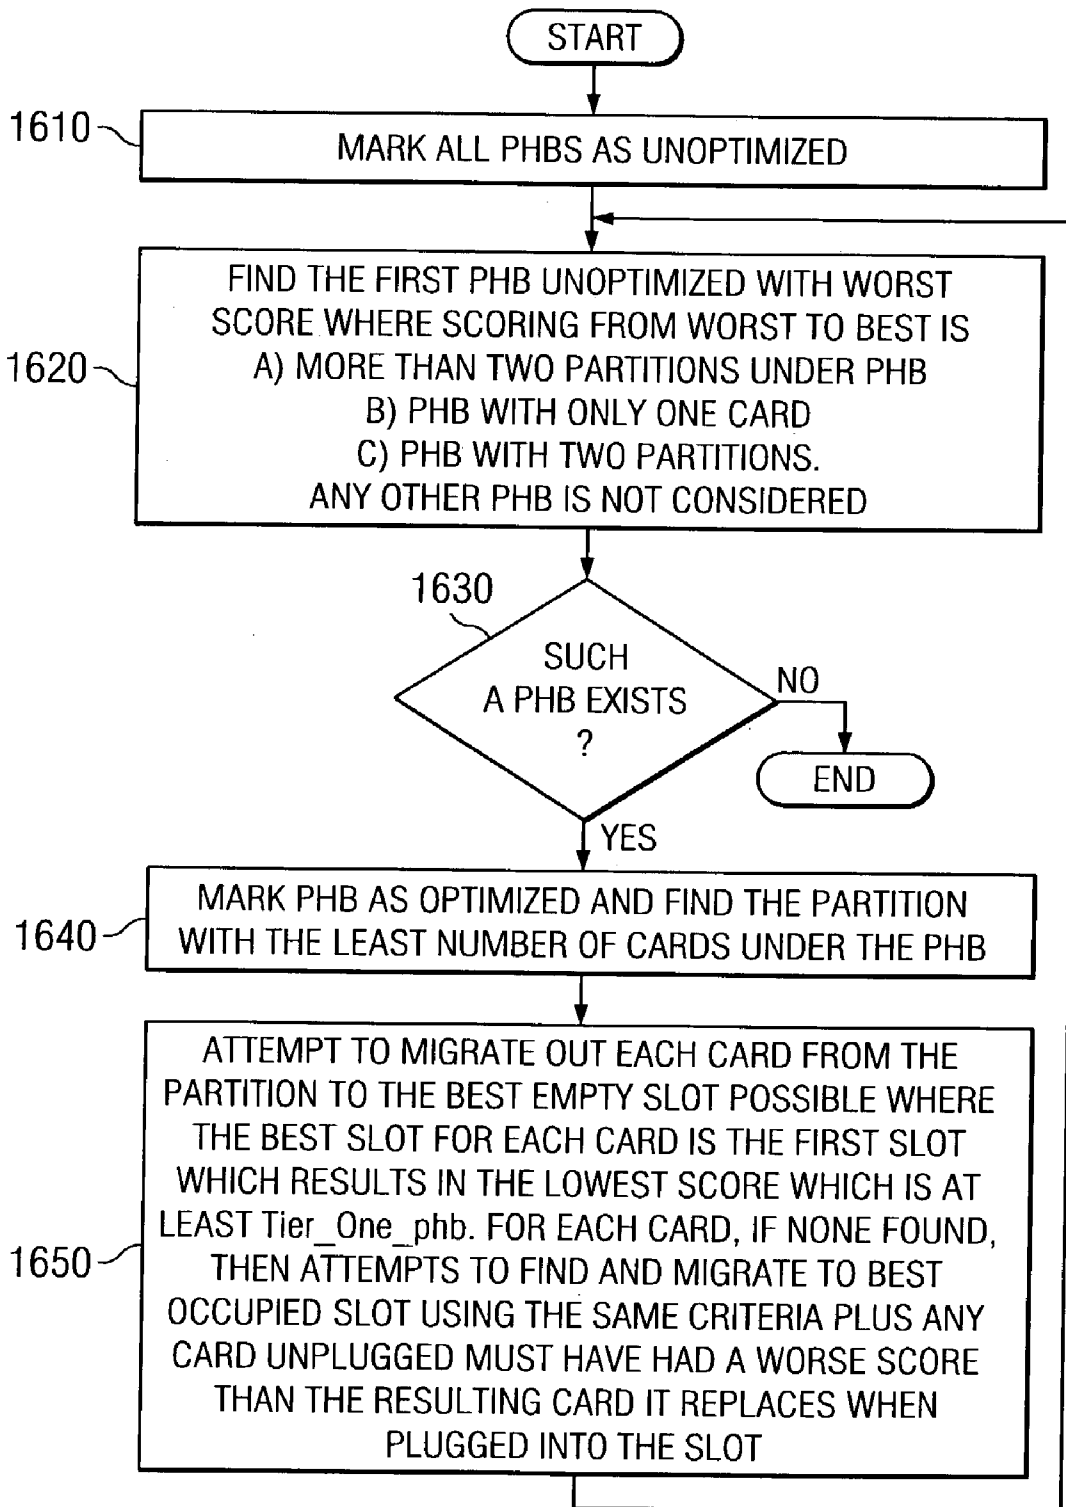 START
1610
MARK ALL PHBS AS UNOPTIMIZED
FIND THE FIRST PHB UNOPTIMIZED WITH WORST
SCORE WHERE SCORING FROM WORST TO BEST IS
A) MORE THAN TWO PARTITIONS UNDER PHB
B) PHB WITH ONLY ONE CARD
C) PHB WITH TWO PARTITIONS.
ANY OTHER PHB IS NOT CONSIDERED
1620
1630
SUCH
A PHB EXISTS
?
NO
END
YES
MARK PHB AS OPTIMIZED AND FIND THE PARTITION
WITH THE LEAST NUMBER OF CARDS UNDER THE PHB
1640
ATTEMPT TO MIGRATE OUT EACH CARD FROM THE
PARTITION TO THE BEST EMPTY SLOT POSSIBLE WHERE
THE BEST SLOT FOR EACH CARD IS THE FIRST SLOT
WHICH RESULTS IN THE LOWEST SCORE WHICH IS AT
LEAST Tier_One_phb. FOR EACH CARD, IF NONE FOUND,
THEN ATTEMPTS TO FIND AND MIGRATE TO BEST
OCCUPIED SLOT USING THE SAME CRITERIA PLUS ANY
CARD UNPLUGGED MUST HAVE HAD A WORSE SCORE
THAN THE RESULTING CARD IT REPLACES WHEN
PLUGGED INTO THE SLOT
1650